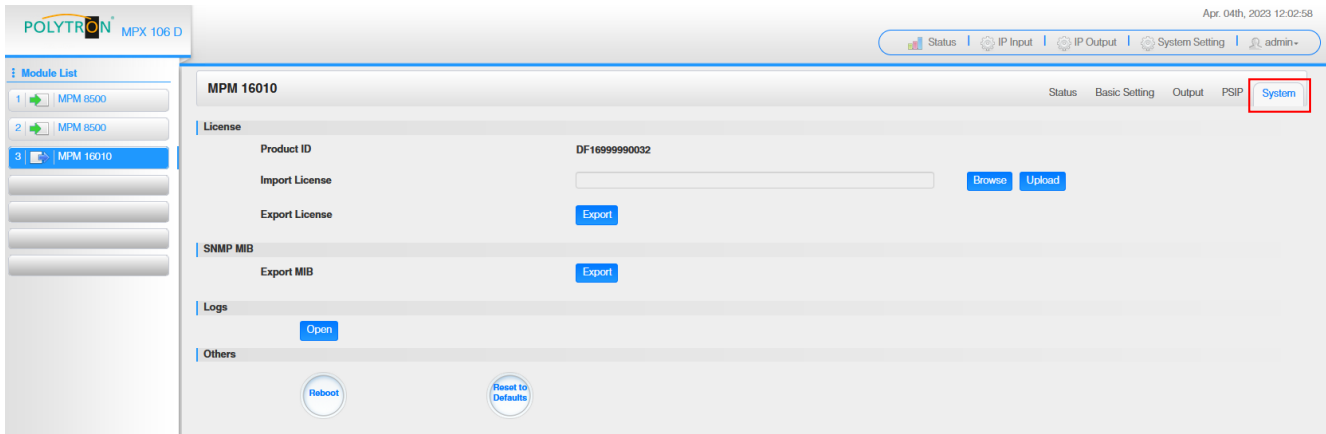 Apr. 04th, 2023 12:02:58
POLYTRON MPX 106 D
Status IP Input IP Output System Setting admin
Module List
1 MPM 8500
2 MPM 8500
3 MPM 16010
MPM 16010
Status Basic Setting Output PSIP System
License
Product ID DF16999990032
Import License Browse Upload
Export License Export
SNMP MIB
Export MIB Export
Logs
Open
Others
Reboot
Reset to
Defaults